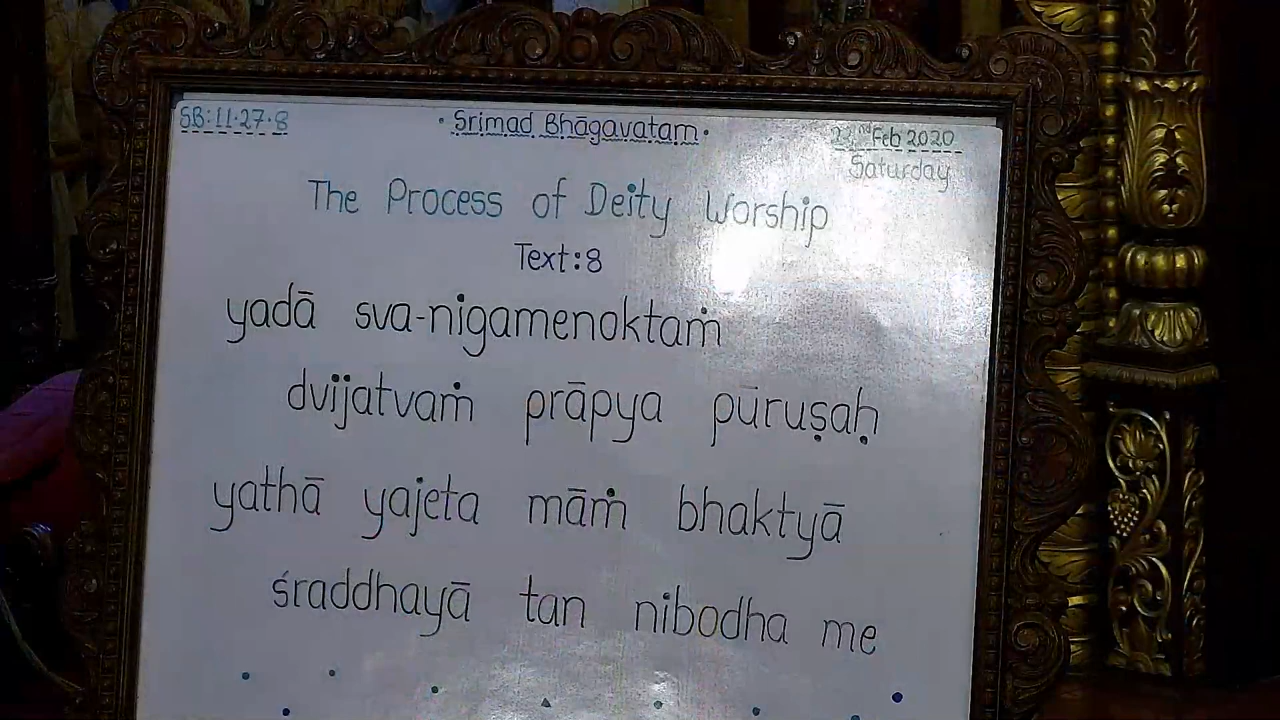 SB:11.27.8
• Srimad Bhāgavatam •
Feb 2020
Saturday
The Process of Deity Worship
Text:8
yadā sva-nigamenoktaṁ
dvijatvaṁ prāpya pūruṣaḥ
yathā yajeta māṁ bhaktyā
śraddhayā tan nibodha me